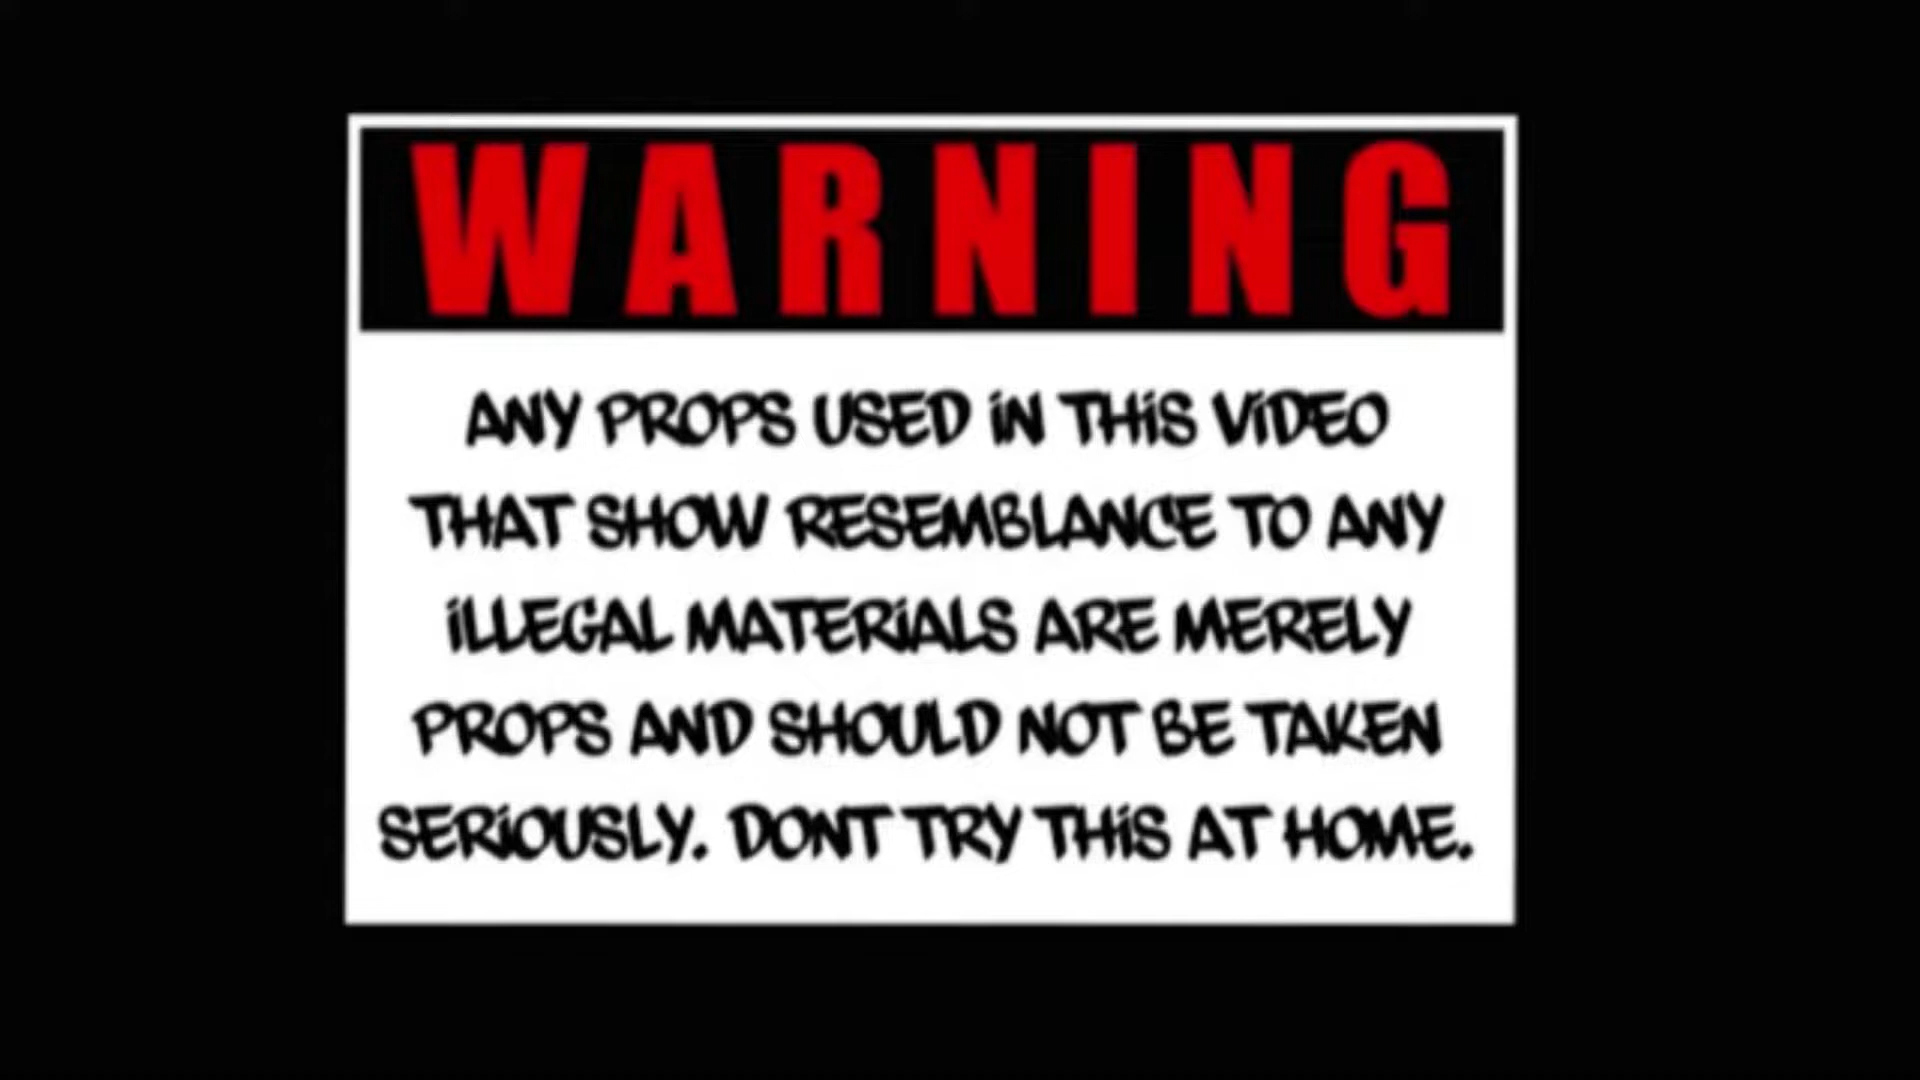 WARNING
ANY PROPS USED iN THiS ViDEO
THAT SHOW RESEMBLANCE TO ANY
iLLEGAL MATERiALS ARE MERELY
PROPS AND SHOULD NOT BE TAKEN
SERiOUSLY. DONT TRY THiS AT HOME.